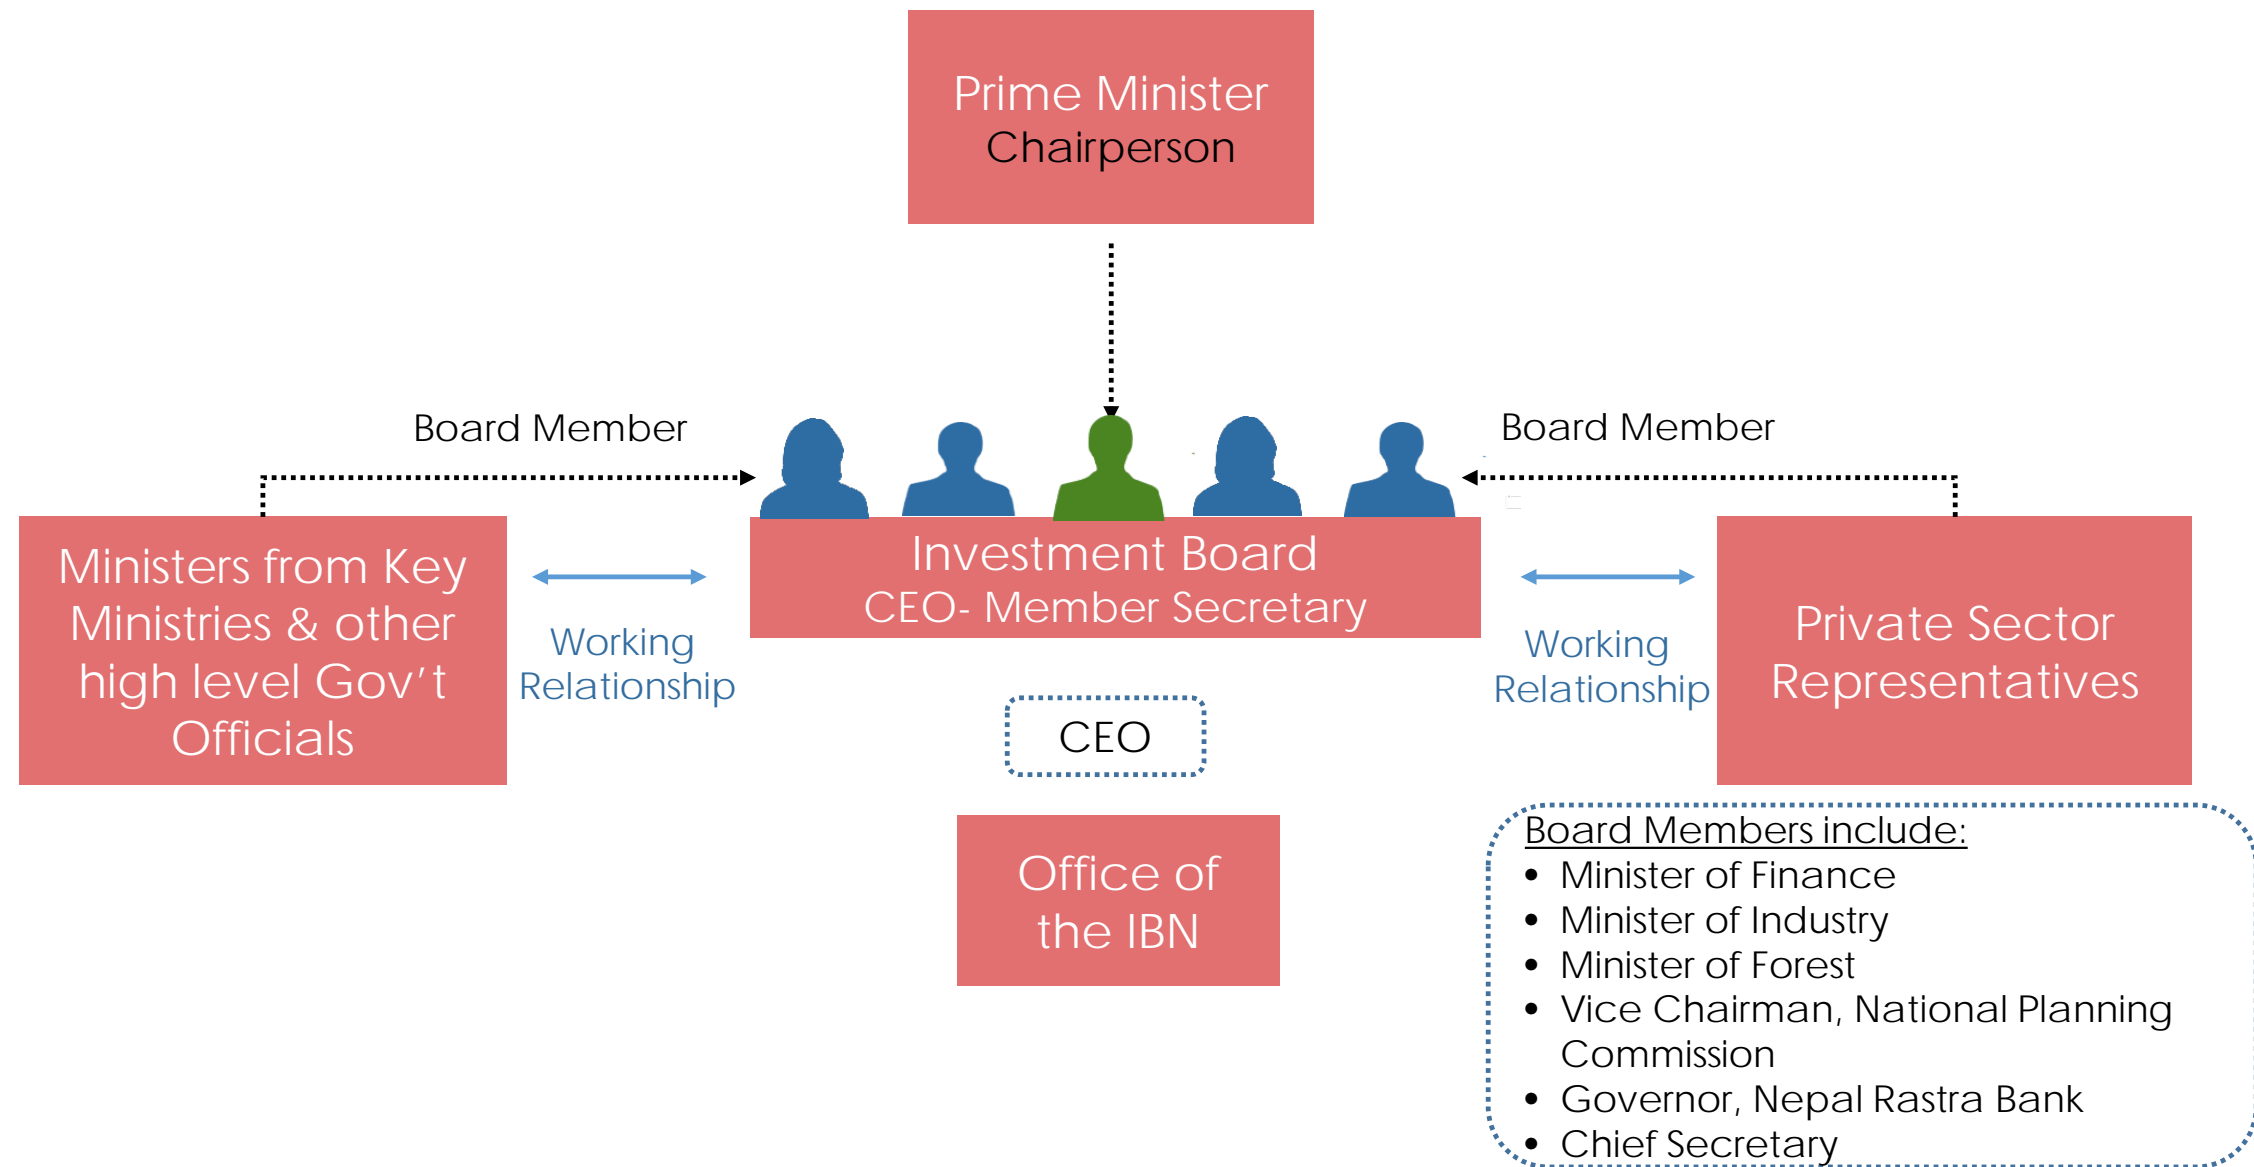 Prime Minister
Chairperson
Board Member
Board Member
Ministers from Key
Ministries & other
high level Gov’t
Officials
Working
Relationship
Investment Board
CEO- Member Secretary
Working
Relationship
Private Sector
Representatives
CEO
Office of
the IBN
Board Members include:
• Minister of Finance
• Minister of Industry
• Minister of Forest
• Vice Chairman, National Planning
Commission
• Governor, Nepal Rastra Bank
• Chief Secretary